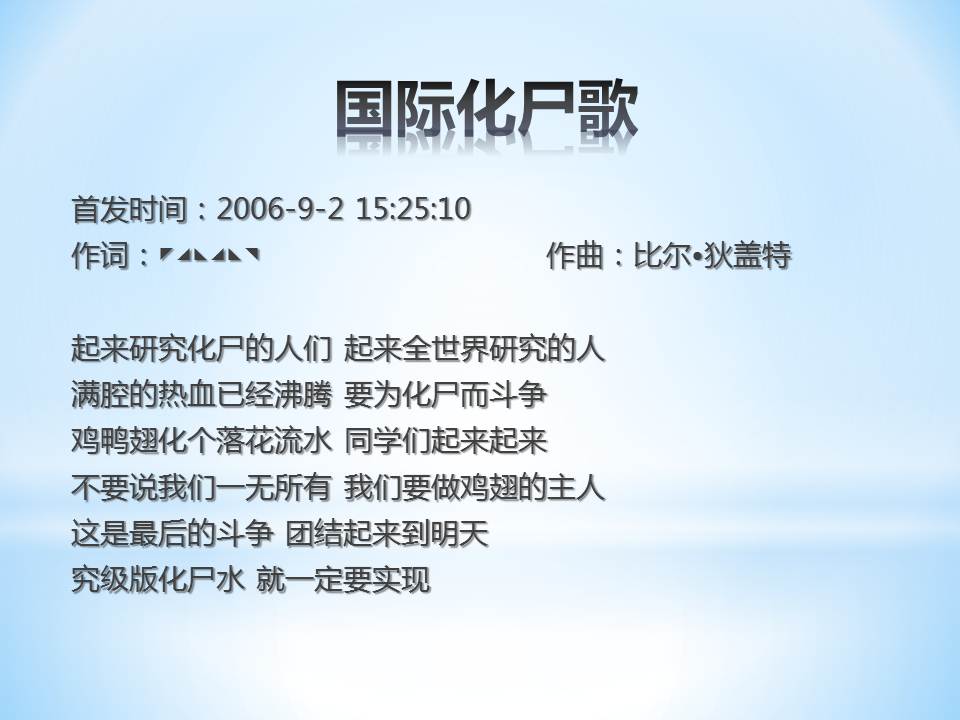 国际化尸歌
首发时间：2006-9-2 15:25:10
作词：◤◢◣◢◣◥ 作曲：比尔•狄盖特
起来研究化尸的人们 起来全世界研究的人
满腔的热血已经沸腾 要为化尸而斗争
鸡鸭翅化个落花流水 同学们起来起来
不要说我们一无所有 我们要做鸡翅的主人
这是最后的斗争 团结起来到明天
究级版化尸水 就一定要实现